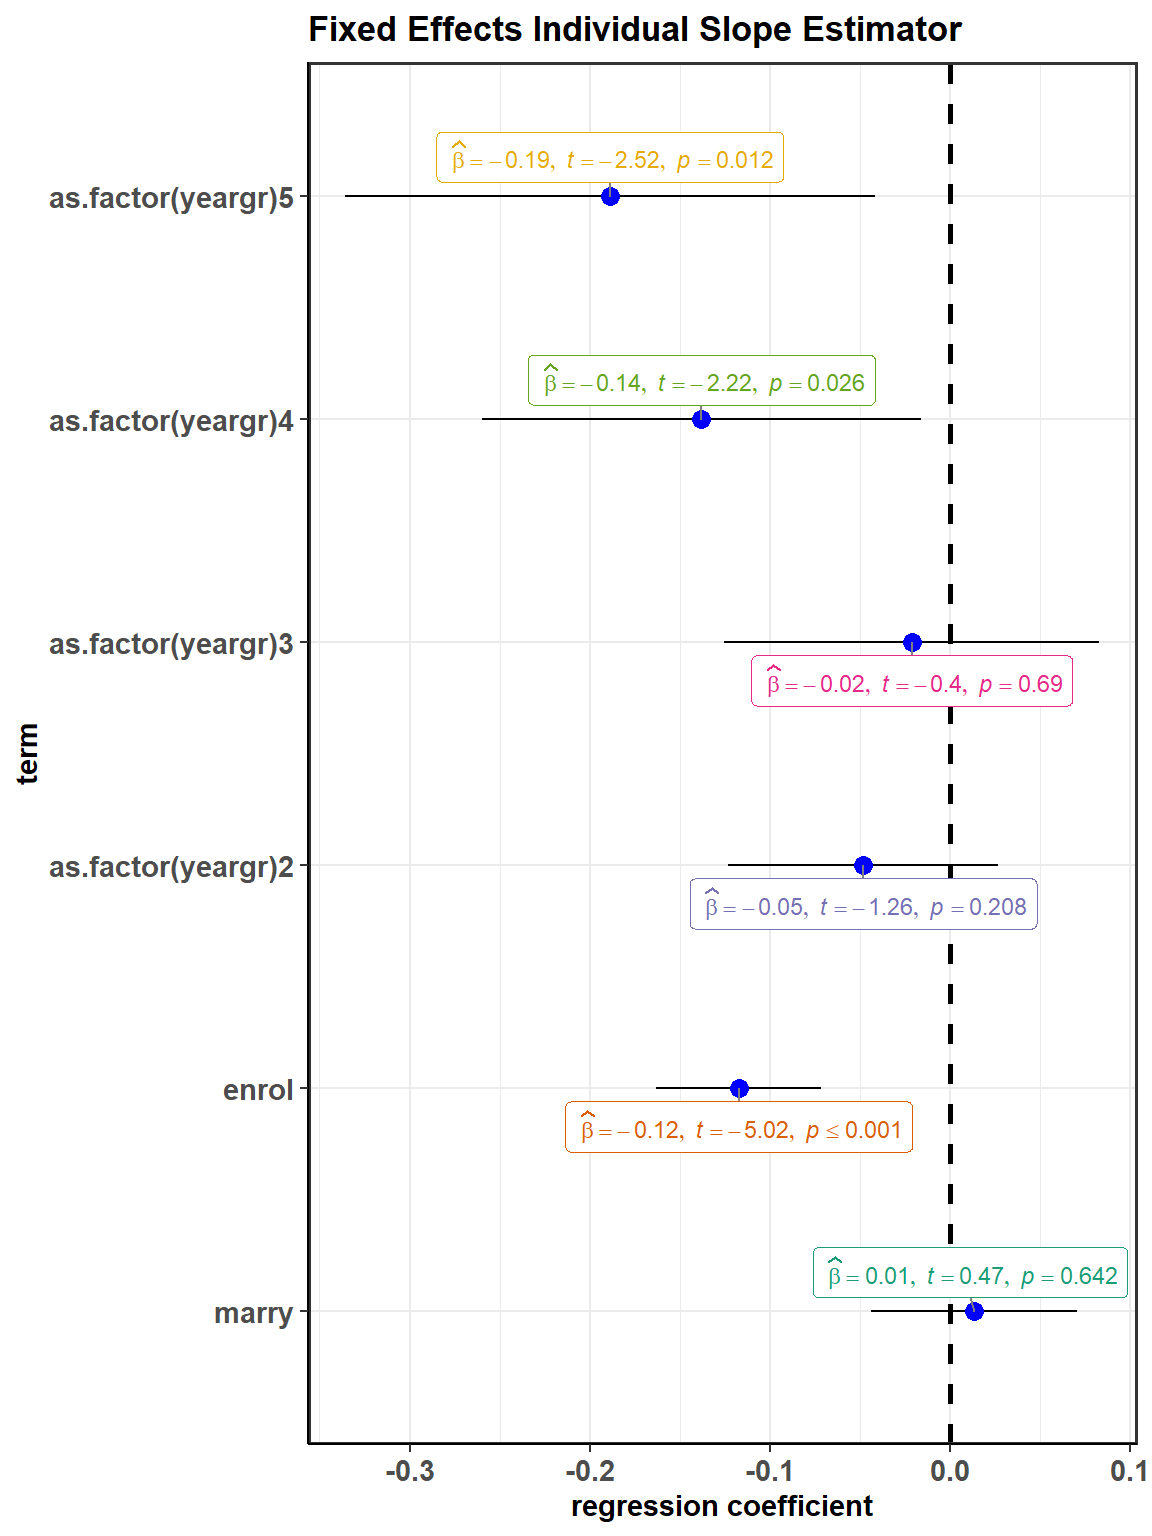 Fixed Effects Individual Slope Estimator
as.factor(yeargr)5
β̂ = −0.19, t = −2.52, p = 0.012
as.factor(yeargr)4
β̂ = −0.14, t = −2.22, p = 0.026
as.factor(yeargr)3
β̂ = −0.02, t = −0.4, p = 0.69
term
as.factor(yeargr)2
β̂ = −0.05, t = −1.26, p = 0.208
enrol
β̂ = −0.12, t = −5.02, p ≤ 0.001
marry
β̂ = 0.01, t = 0.47, p = 0.642
-0.3 -0.2 -0.1 0.0 0.1
regression coefficient